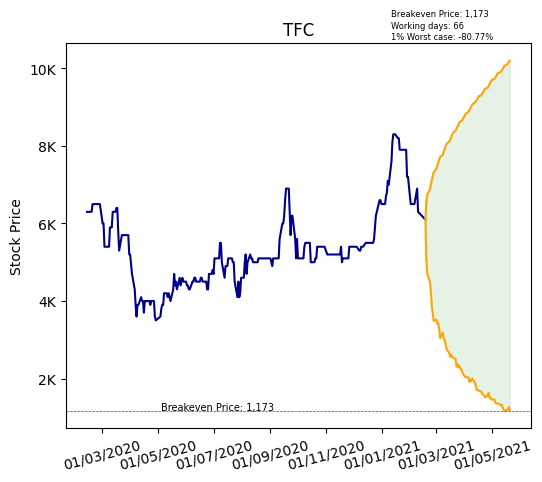 Breakeven Price: 1,173
Working days: 66
1% Worst case: -80.77%
TFC
10K
8K
6K
4K
2K
Stock Price
Breakeven Price: 1,173
01/03/2020
01/05/2020
01/07/2020
01/09/2020
01/11/2020
01/01/2021
01/03/2021
01/05/2021